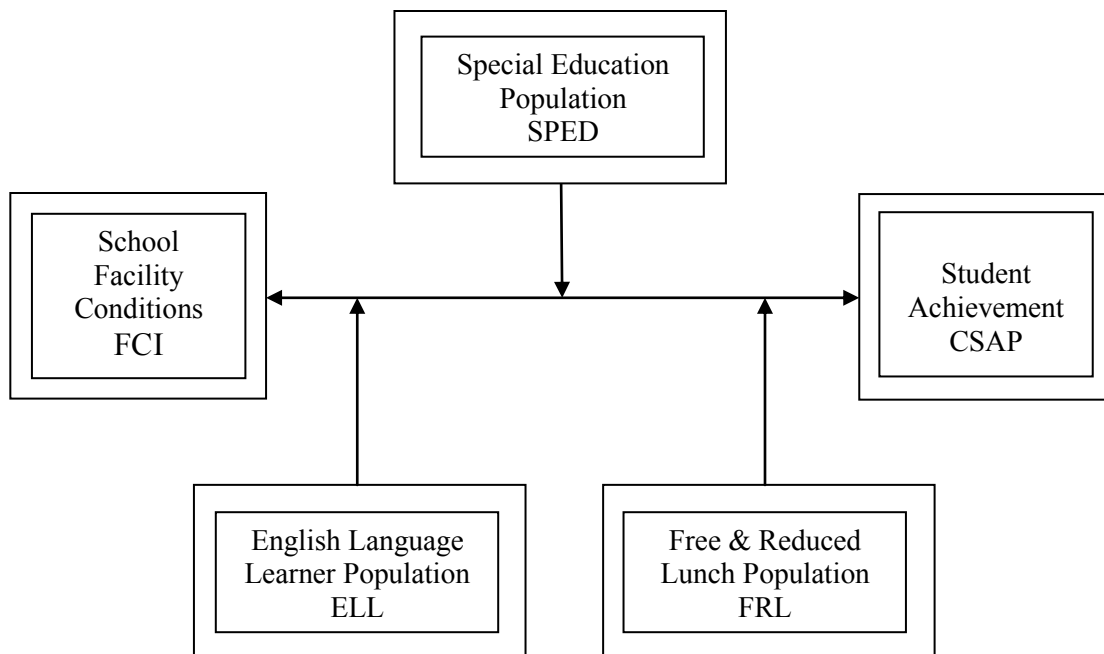 Special Education
Population
SPED
School
Facility
Conditions
FCI
Student
Achievement
CSAP
English Language
Learner Population
ELL
Free & Reduced
Lunch Population
FRL